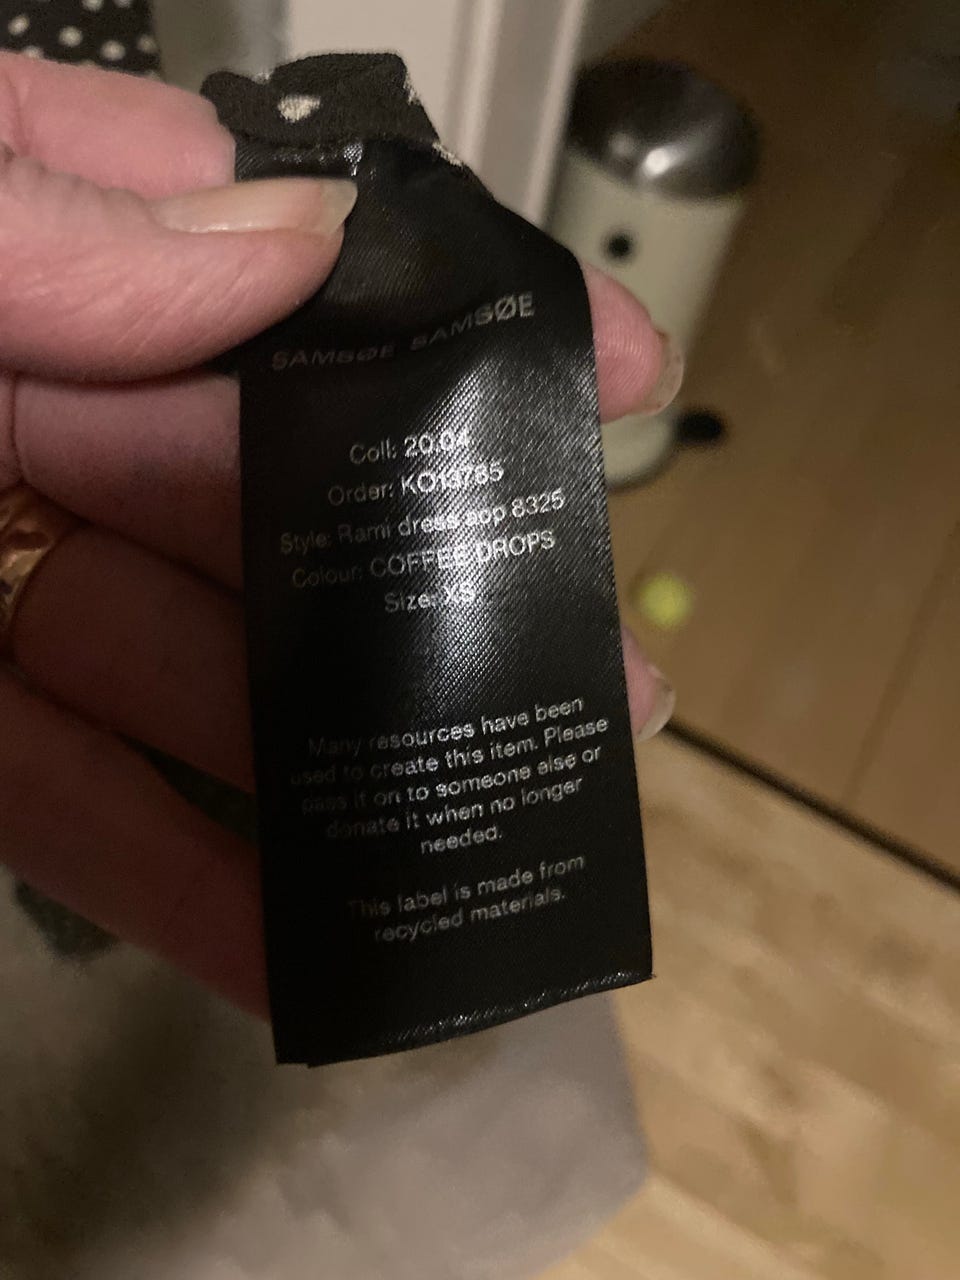 SAMSØE SAMSØE
Coll: 20.04
Order: KO13785
Style: Rami dress aop 8325
Colour: COFFEE DROPS
Size: XS
Many resources have been
used to create this item. Please
pass it on to someone else or
donate it when no longer
needed.
This label is made from
recycled materials.